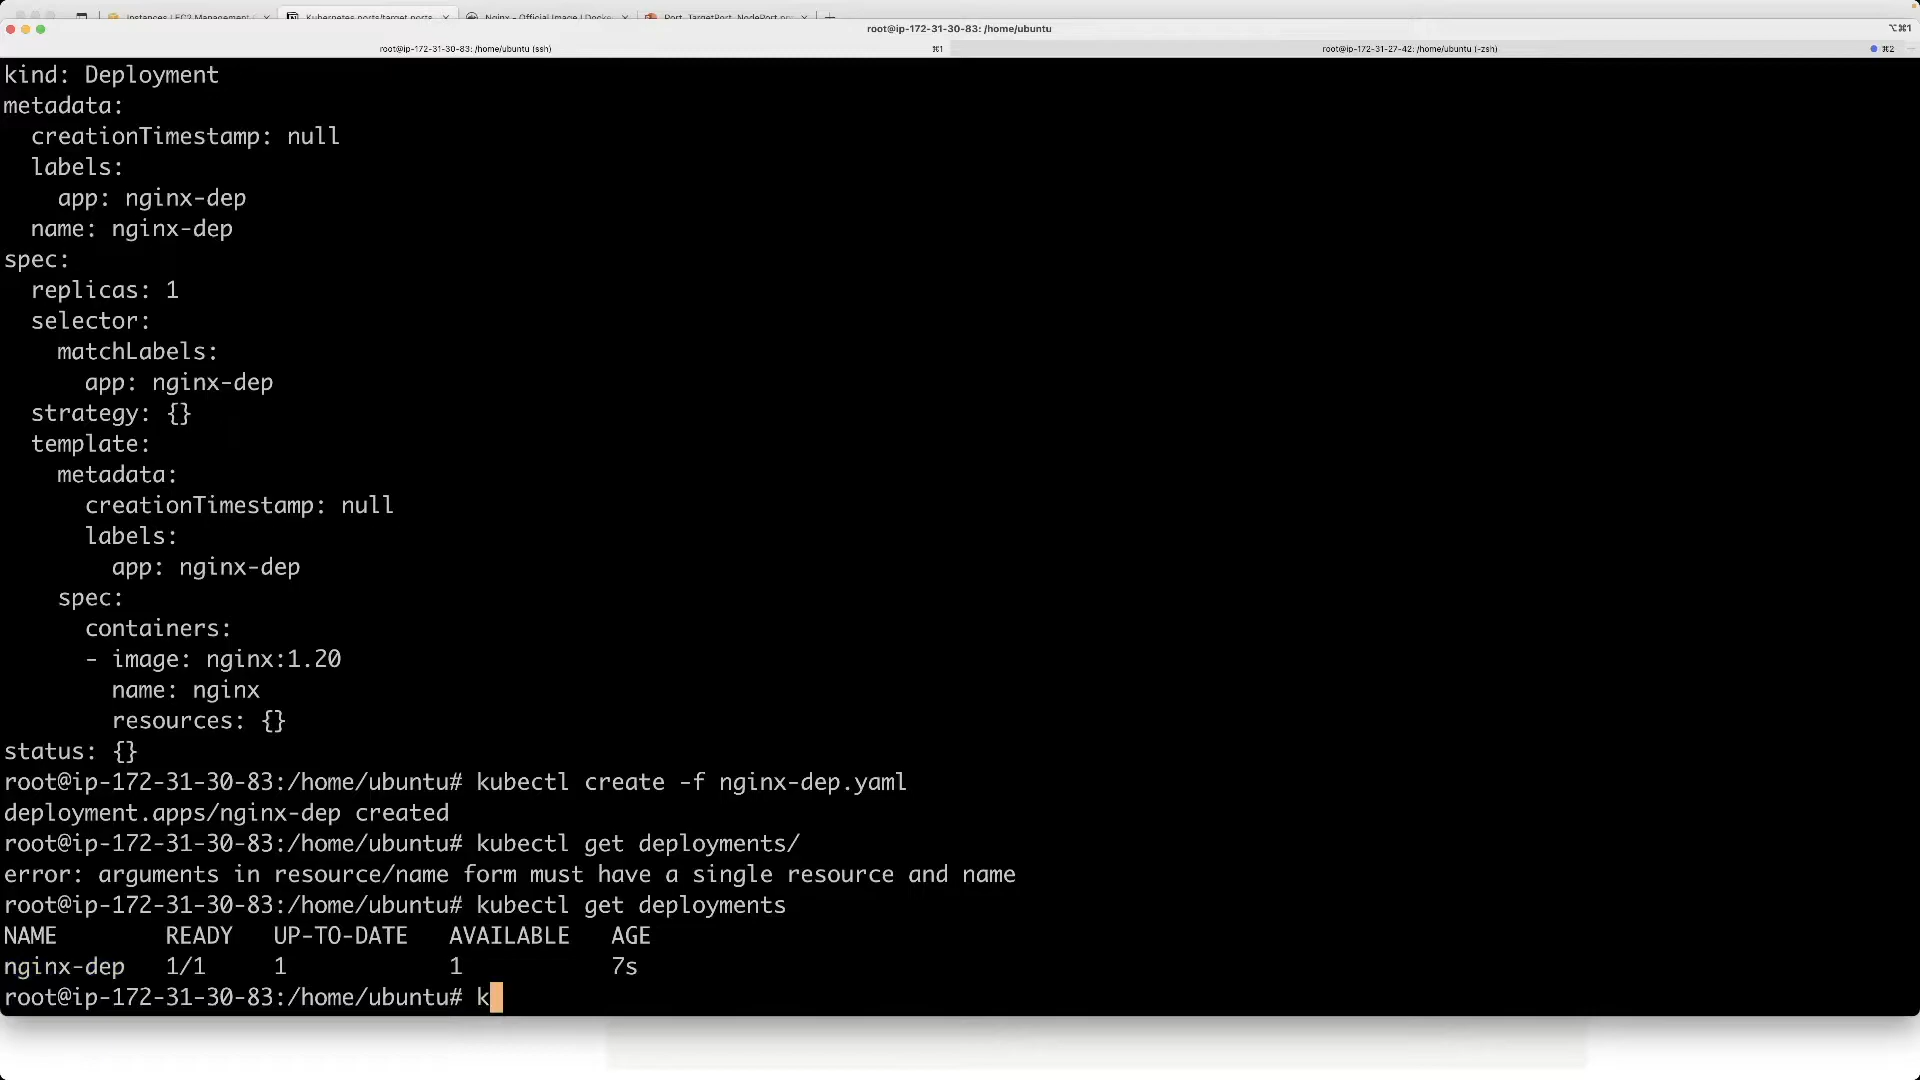 Instances | EC2 Management
Kubernetes ports/target ports
Nginx - Official Image | Docke
Port, TargetPort, NodePort
root@ip-172-31-30-83: /home/ubuntu
⌥⌘1
root@ip-172-31-30-83: /home/ubuntu (ssh)
⌘1
root@ip-172-31-27-42: /home/ubuntu (-zsh)
⌘2
kind: Deployment
metadata:
  creationTimestamp: null
  labels:
    app: nginx-dep
  name: nginx-dep
spec:
  replicas: 1
  selector:
    matchLabels:
      app: nginx-dep
  strategy: {}
  template:
    metadata:
      creationTimestamp: null
      labels:
        app: nginx-dep
    spec:
      containers:
      - image: nginx:1.20
        name: nginx
        resources: {}
status: {}
root@ip-172-31-30-83:/home/ubuntu# kubectl create -f nginx-dep.yaml
deployment.apps/nginx-dep created
root@ip-172-31-30-83:/home/ubuntu# kubectl get deployments/
error: arguments in resource/name form must have a single resource and name
root@ip-172-31-30-83:/home/ubuntu# kubectl get deployments
NAME        READY   UP-TO-DATE   AVAILABLE   AGE
nginx-dep   1/1     1            1           7s
root@ip-172-31-30-83:/home/ubuntu# k